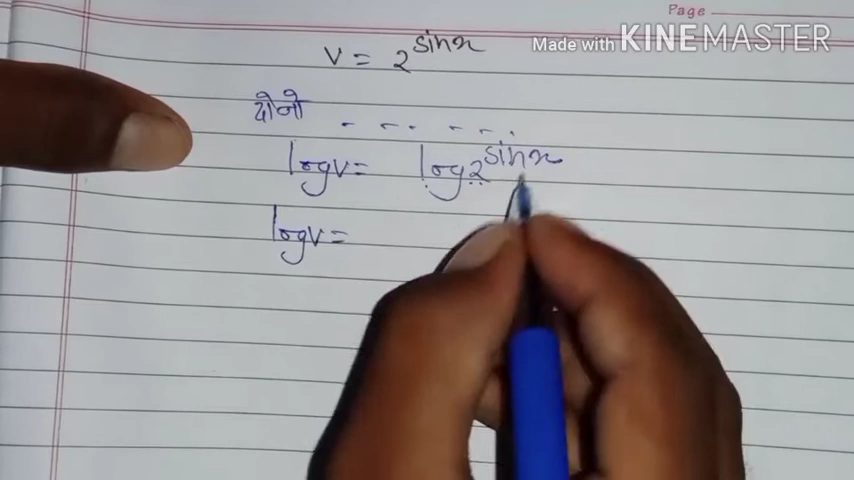 Page
v = 2^sinx
Made with KINEMASTER
दोनो - - - - - -
logv = log2^sinx
logv =